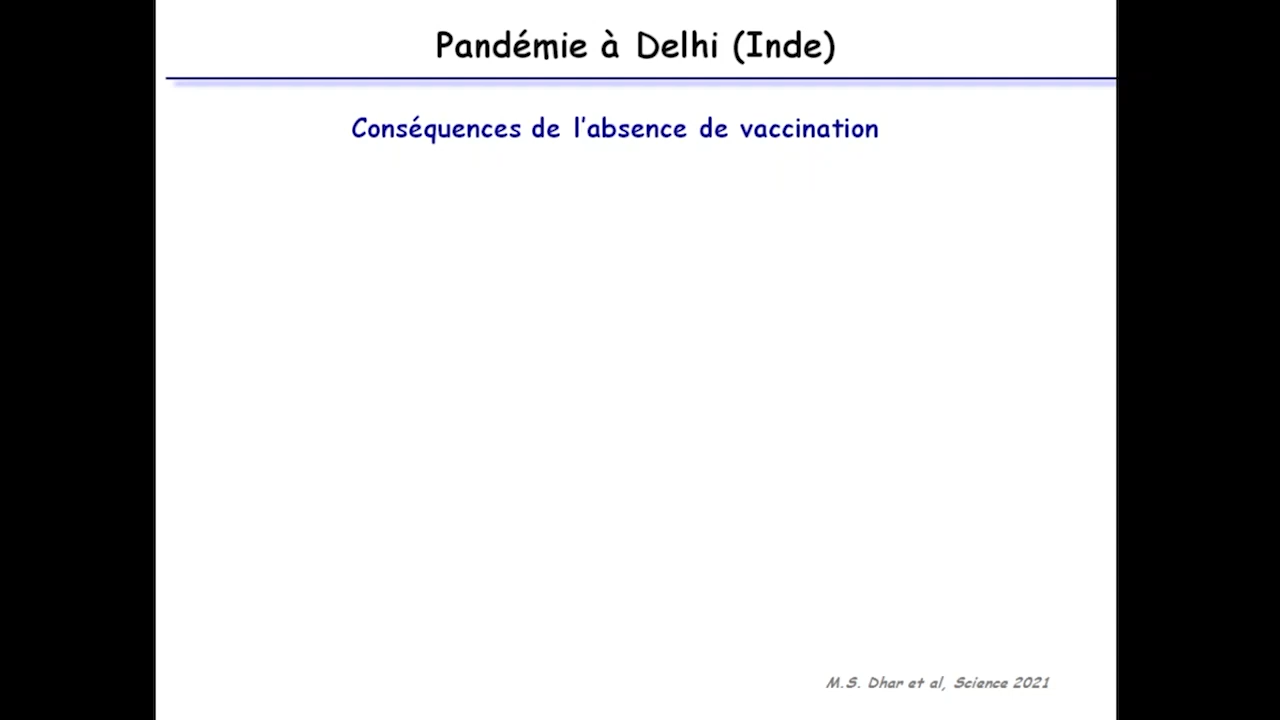 Pandémie à Delhi (Inde)
Conséquences de l'absence de vaccination
M.S. Dhar et al, Science 2021